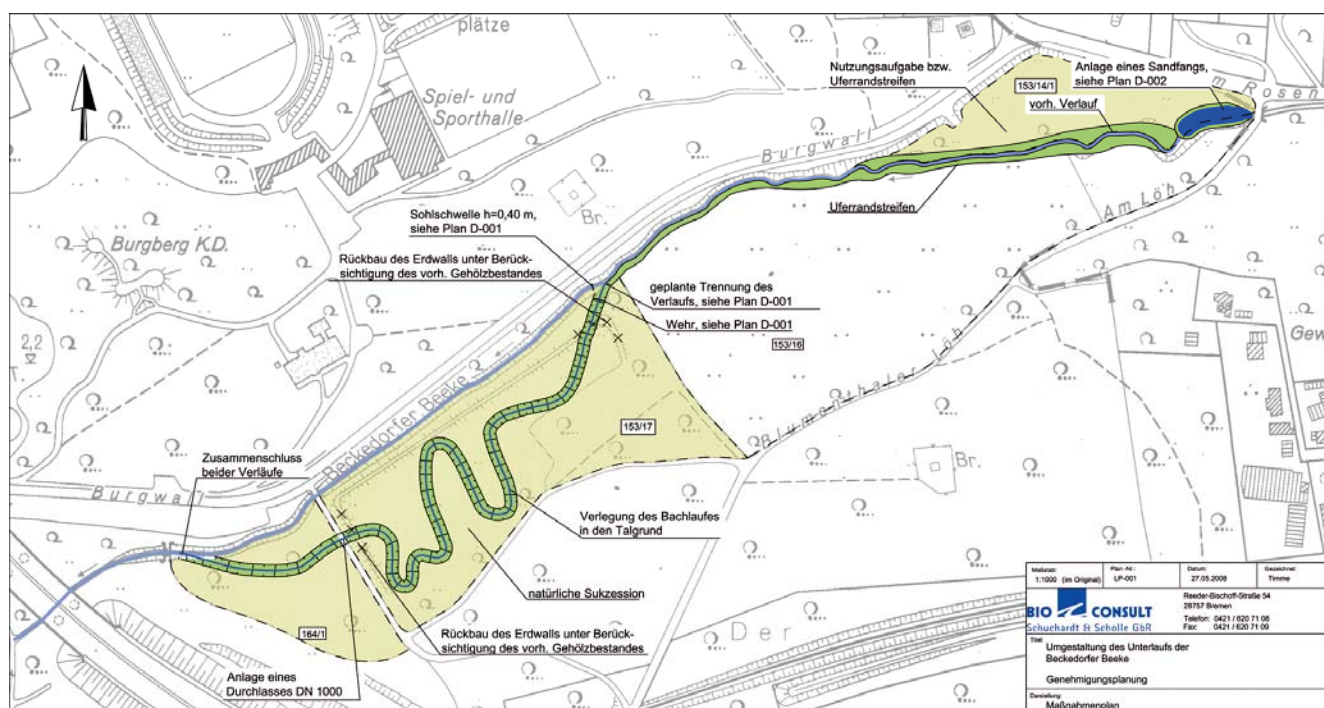 plätze
Spiel- und
Sporthalle
Nutzungsaufgabe bzw.
Uferrandstreifen
153/14/1
Anlage eines Sandfangs,
siehe Plan D-002
vorh. Verlauf
m Rosen
Burgwall
Br.
Uferrandstreifen
Am Löh
Burgberg K.D.
Sohlschwelle h=0,40 m,
siehe Plan D-001
Rückbau des Erdwalls unter Berück-
sichtigung des vorh. Gehölzbestandes
geplante Trennung des
Verlaufs, siehe Plan D-001
Wehr, siehe Plan D-001
153/16
2,2
Gew
Beckedorfer Beeke
Blumenthaler Löh
153/17
Zusammenschluss
beider Verläufe
Burgwall
Br.
Verlegung des Bachlaufes
in den Talgrund
natürliche Sukzession
164/1
Rückbau des Erdwalls unter Berück-
sichtigung des vorh. Gehölzbestandes
Anlage eines
Durchlasses DN 1000
Der
Maßstab: Plan -Nr.: Datum: Gezeichnet:
1:1000 (im Original) LP-001 27.05.2008 Timme
BIO CONSULT
Schuchardt & Scholle GbR
Reeder-Bischoff-Straße 54
28757 Bremen
Telefon: 0421 / 620 71 08
Fax: 0421 / 620 71 09
Titel
Umgestaltung des Unterlaufs der
Beckedorfer Beeke
Genehmigungsplanung
Darstellung
Maßnahmenplan